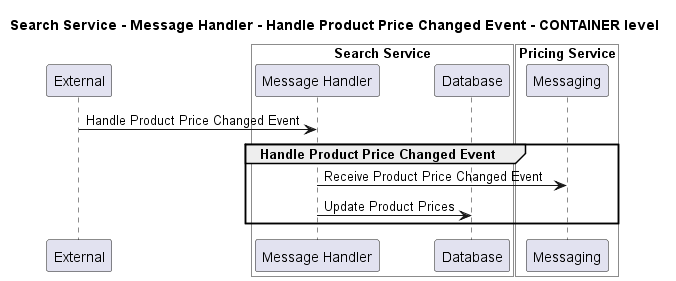 Search Service - Message Handler - Handle Product Price Changed Event - CONTAINER level
Search Service
Pricing Service
External
Message Handler
Database
Messaging
Handle Product Price Changed Event
Handle Product Price Changed Event
Receive Product Price Changed Event
Update Product Prices
External
Message Handler
Database
Messaging